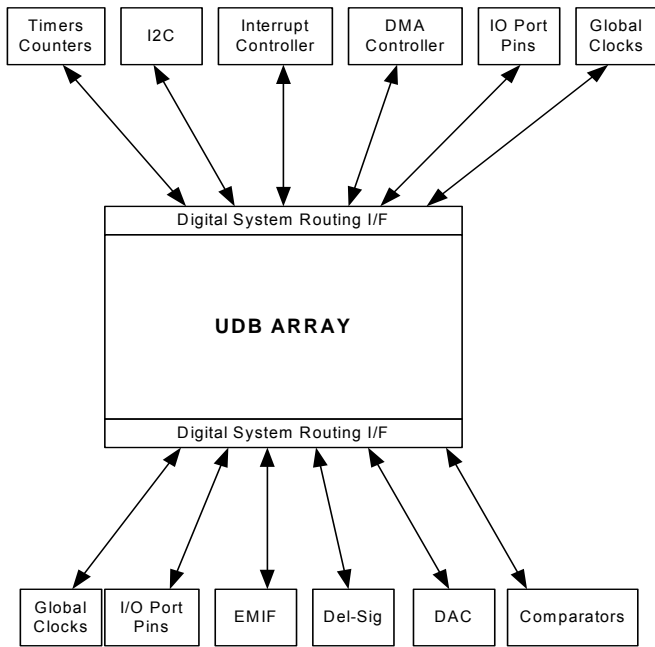 Timers
Counters
I2C
Interrupt
Controller
DMA
Controller
IO Port
Pins
Global
Clocks
Digital System Routing I/F
UDB ARRAY
Digital System Routing I/F
Global
Clocks
I/O Port
Pins
EMIF
Del-Sig
DAC
Comparators